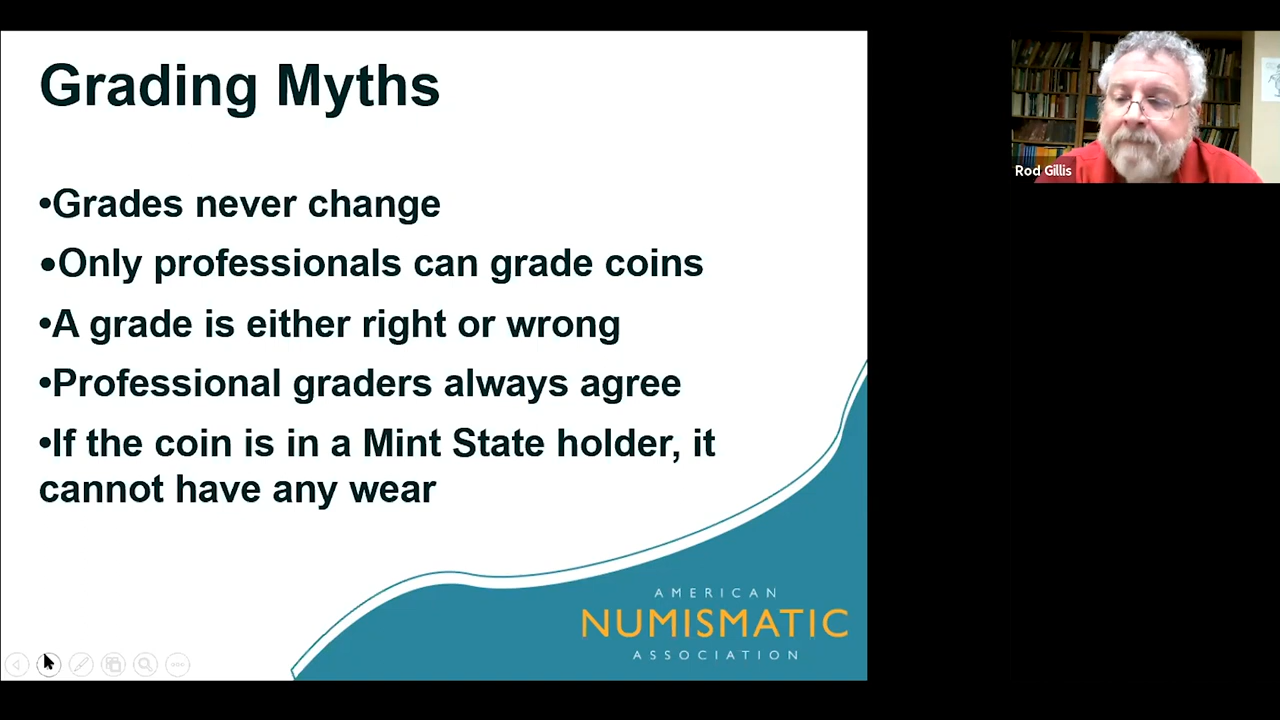 Grading Myths
•Grades never change
•Only professionals can grade coins
•A grade is either right or wrong
•Professional graders always agree
•If the coin is in a Mint State holder, it
cannot have any wear
AMERICAN
NUMISMATIC
ASSOCIATION
Rod Gillis